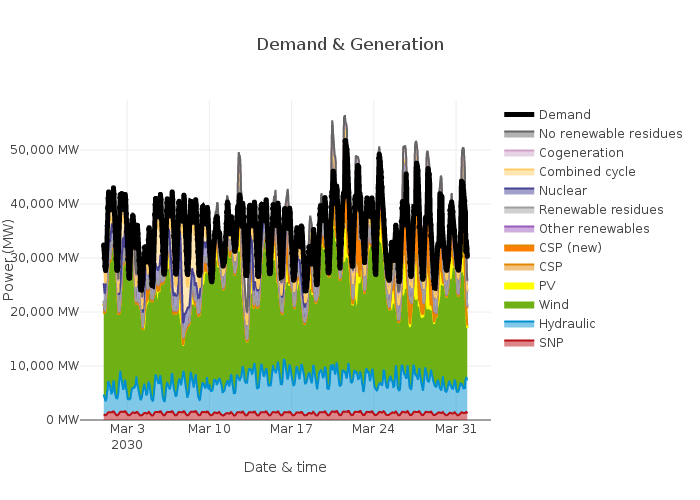 Demand & Generation
Power (MW)
50,000 MW
40,000 MW
30,000 MW
20,000 MW
10,000 MW
0 MW
Mar 3
2030
Mar 10
Mar 17
Mar 24
Mar 31
Date & time
Demand
No renewable residues
Cogeneration
Combined cycle
Nuclear
Renewable residues
Other renewables
CSP (new)
CSP
PV
Wind
Hydraulic
SNP